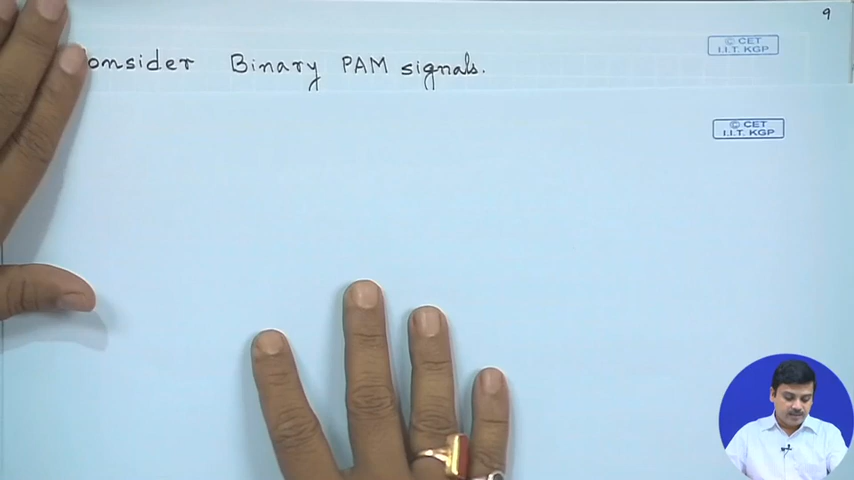 9
onsider Binary PAM signals.
© CET
I.I.T. KGP
© CET
I.I.T. KGP